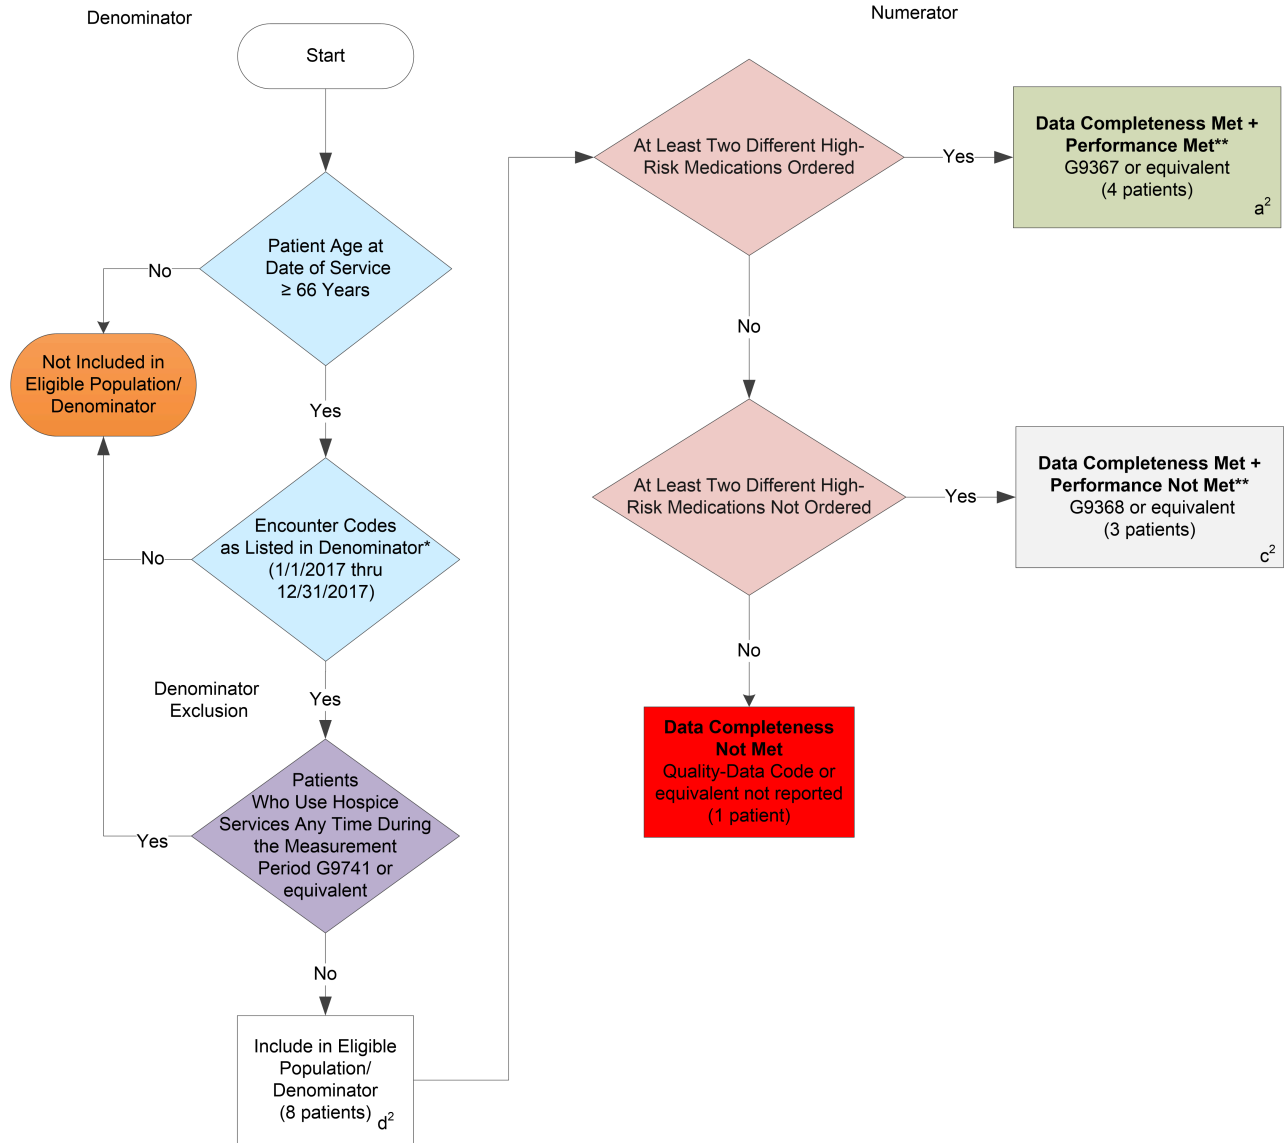 Denominator
Numerator
Start
Patient Age at
Date of Service
≥ 66 Years
No
Not Included in
Eligible Population/
Denominator
Yes
Encounter Codes
as Listed in Denominator*
(1/1/2017 thru
12/31/2017)
No
Denominator
Exclusion
Yes
Patients
Who Use Hospice
Services Any Time During
the Measurement
Period G9741 or
equivalent
Yes
No
Include in Eligible
Population/
Denominator
(8 patients) d²
At Least Two Different High-
Risk Medications Ordered
Yes
Data Completeness Met +
Performance Met**
G9367 or equivalent
(4 patients)
a²
No
At Least Two Different High-
Risk Medications Not Ordered
Yes
Data Completeness Met +
Performance Not Met**
G9368 or equivalent
(3 patients)
c²
No
Data Completeness
Not Met
Quality-Data Code or
equivalent not reported
(1 patient)